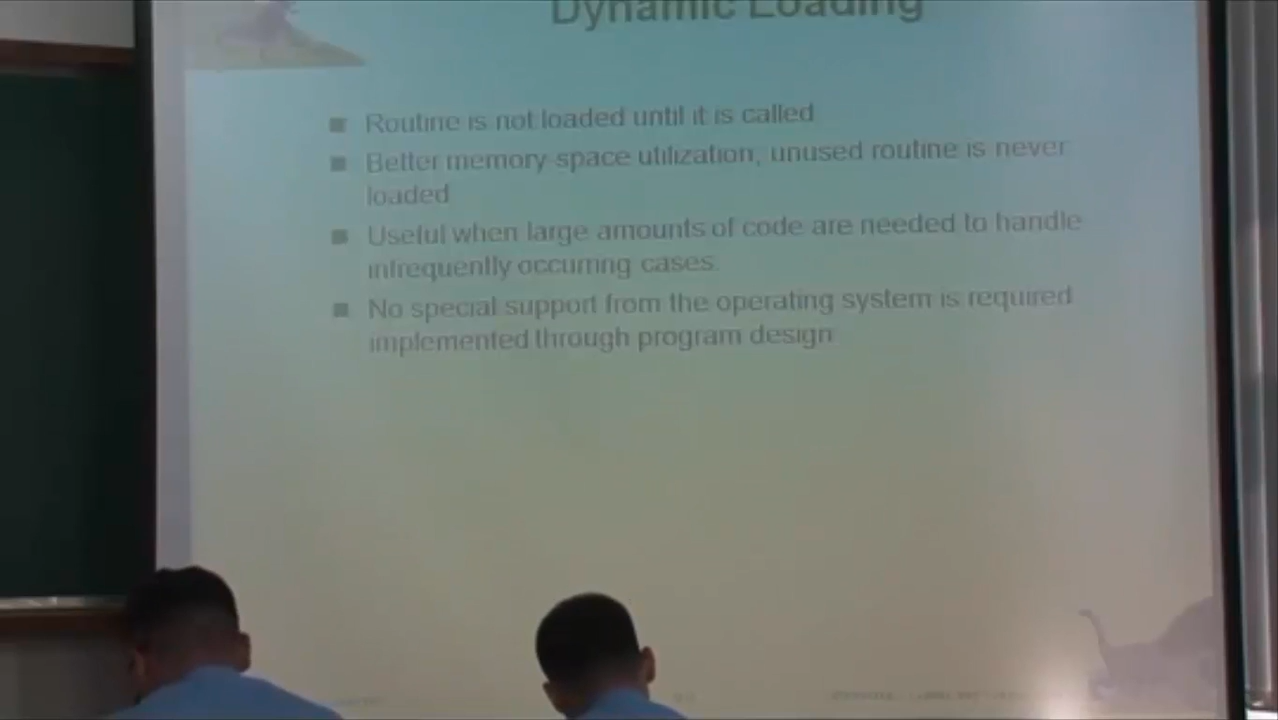 Dynamic Loading
Routine is not loaded until it is called
Better memory-space utilization; unused routine is never
loaded
Useful when large amounts of code are needed to handle
infrequently occurring cases.
No special support from the operating system is required
implemented through program design